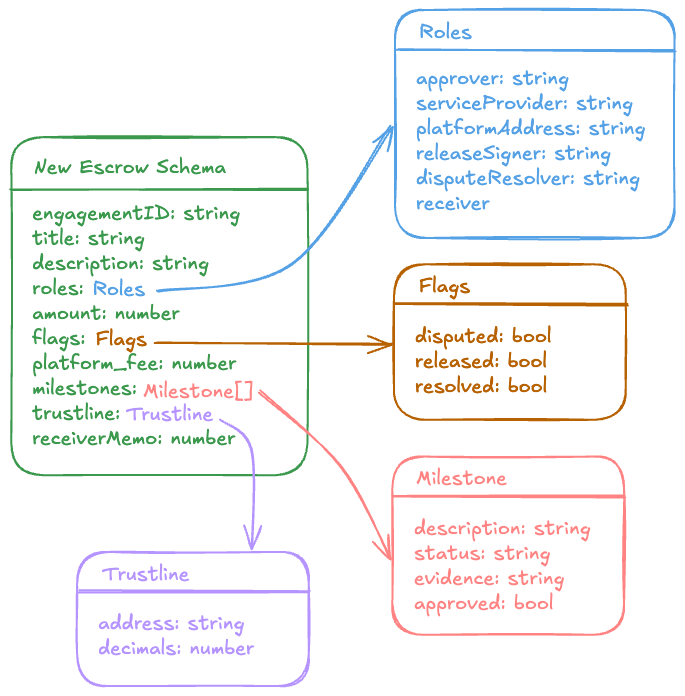 New Escrow Schema
engagementID: string
title: string
description: string
roles: Roles
amount: number
flags: Flags
platform_fee: number
milestones: Milestone[]
trustline: Trustline
receiverMemo: number
Roles
approver: string
serviceProvider: string
platformAddress: string
releaseSigner: string
disputeResolver: string
receiver
Flags
disputed: bool
released: bool
resolved: bool
Milestone
description: string
status: string
evidence: string
approved: bool
Trustline
address: string
decimals: number